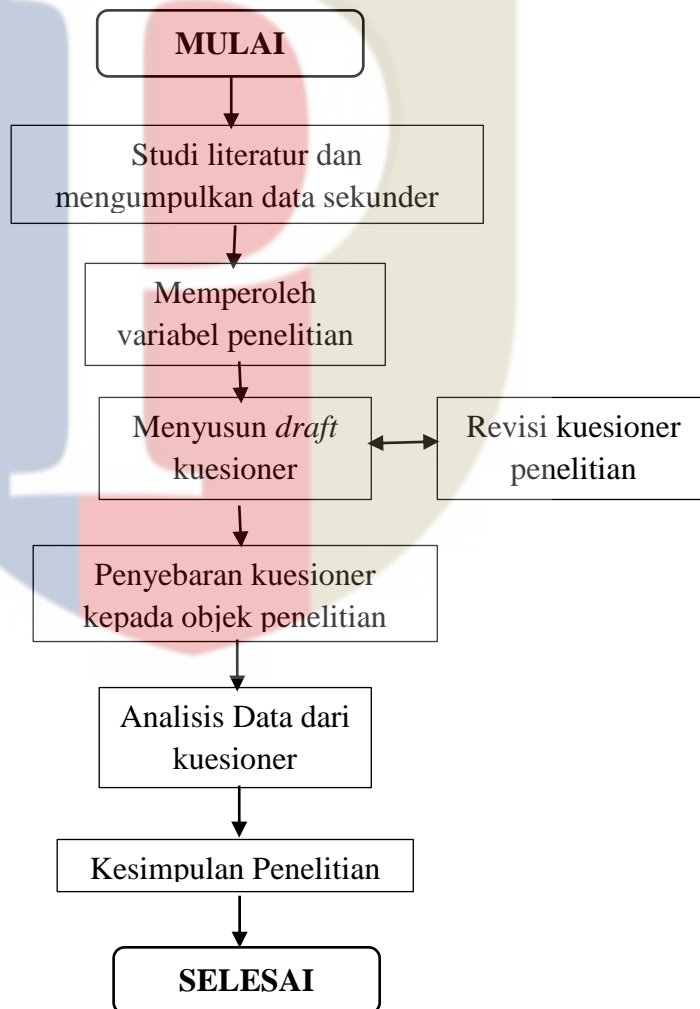 MULAI
Studi literatur dan
mengumpulkan data sekunder
Memperoleh
variabel penelitian
Menyusun draft
kuesioner
Revisi kuesioner
penelitian
Penyebaran kuesioner
kepada objek penelitian
Analisis Data dari
kuesioner
Kesimpulan Penelitian
SELESAI